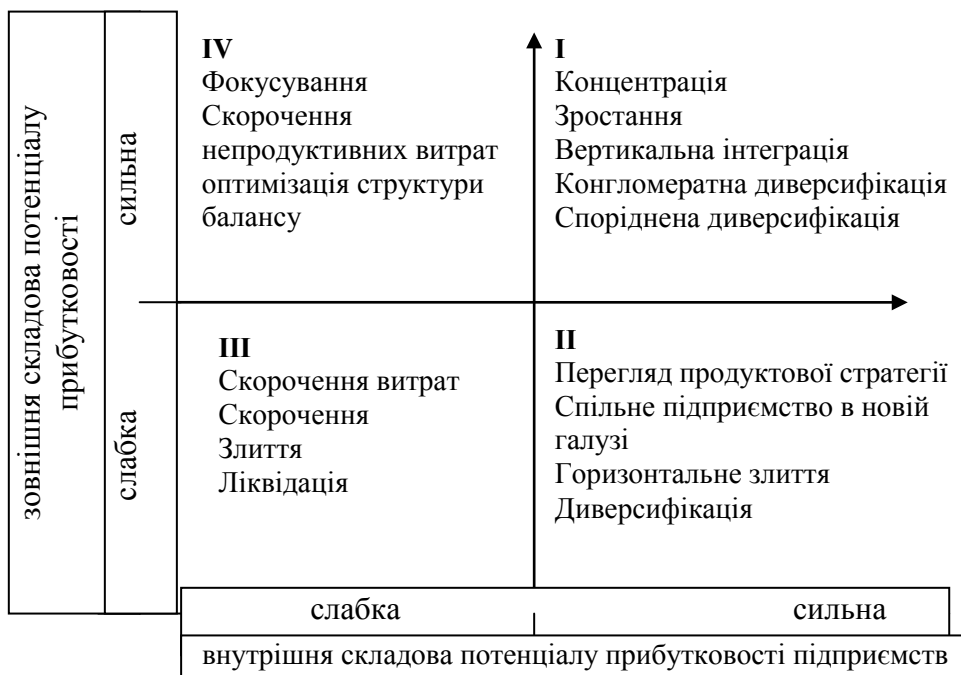 зовнішня складова потенціалу
прибутковості
сильна
слабка
IV
Фокусування
Скорочення
непродуктивних витрат
оптимізація структури
балансу
I
Концентрація
Зростання
Вертикальна інтеграція
Конгломератна диверсифікація
Споріднена диверсифікація
III
Скорочення витрат
Скорочення
Злиття
Ліквідація
II
Перегляд продуктової стратегії
Спільне підприємство в новій
галузі
Горизонтальне злиття
Диверсифікація
слабка
сильна
внутрішня складова потенціалу прибутковості підприємств